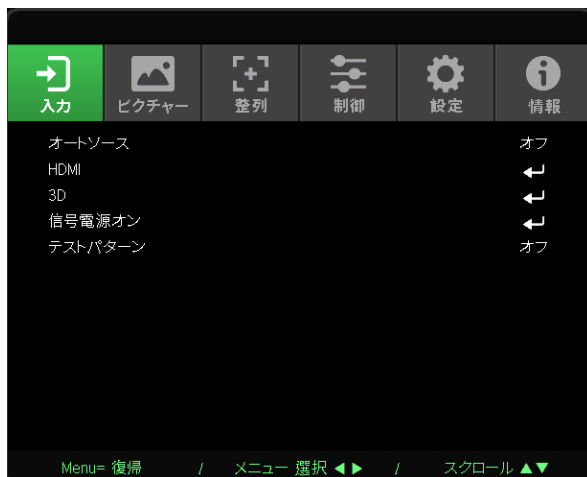 入力 ピクチャー 整列 制御 設定 情報
オートソース オフ
HDMI
3D
信号電源オン
テストパターン オフ
Menu= 復帰 / メニュー 選択 ◀ ▶ / スクロール ▲▼